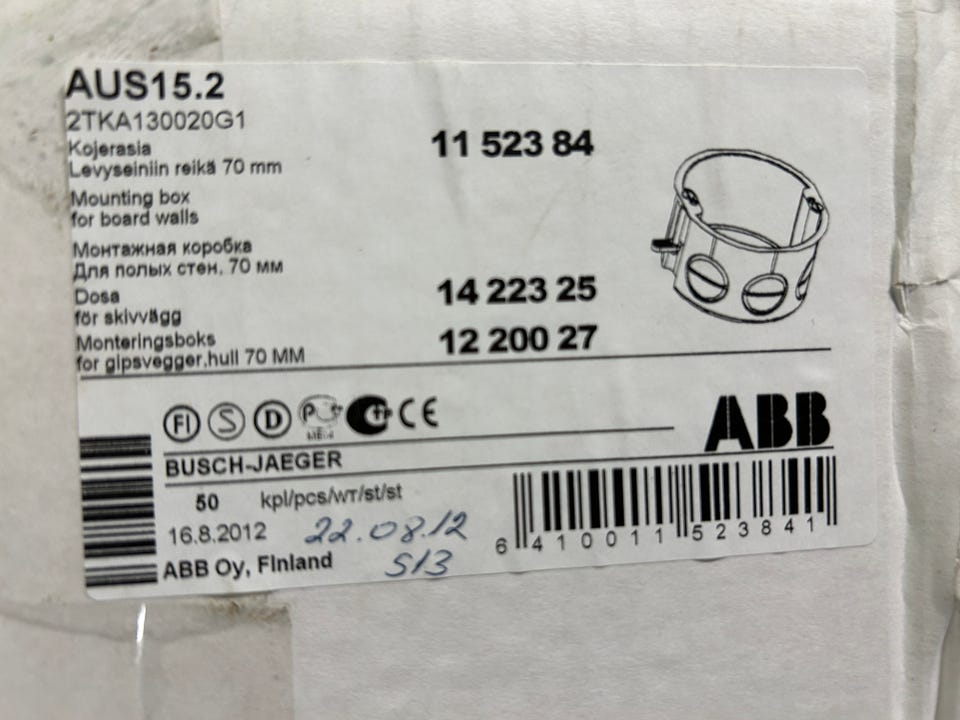 AUS15.2
2TKA130020G1
Kojerasia
Levyseiniin reikä 70 mm
11 523 84
Mounting box
for board walls
Монтажная коробка
Для полых стен, 70 мм
Dosa
för skivvägg
14 223 25
Monteringsboks
for gipsvegger,hull 70 MM
12 200 27
FI S D CE
ABB
BUSCH-JAEGER
50 kpl/pcs/шт/st/st
16.8.2012 22.08.12
ABB Oy, Finland S13
6 410011 523841